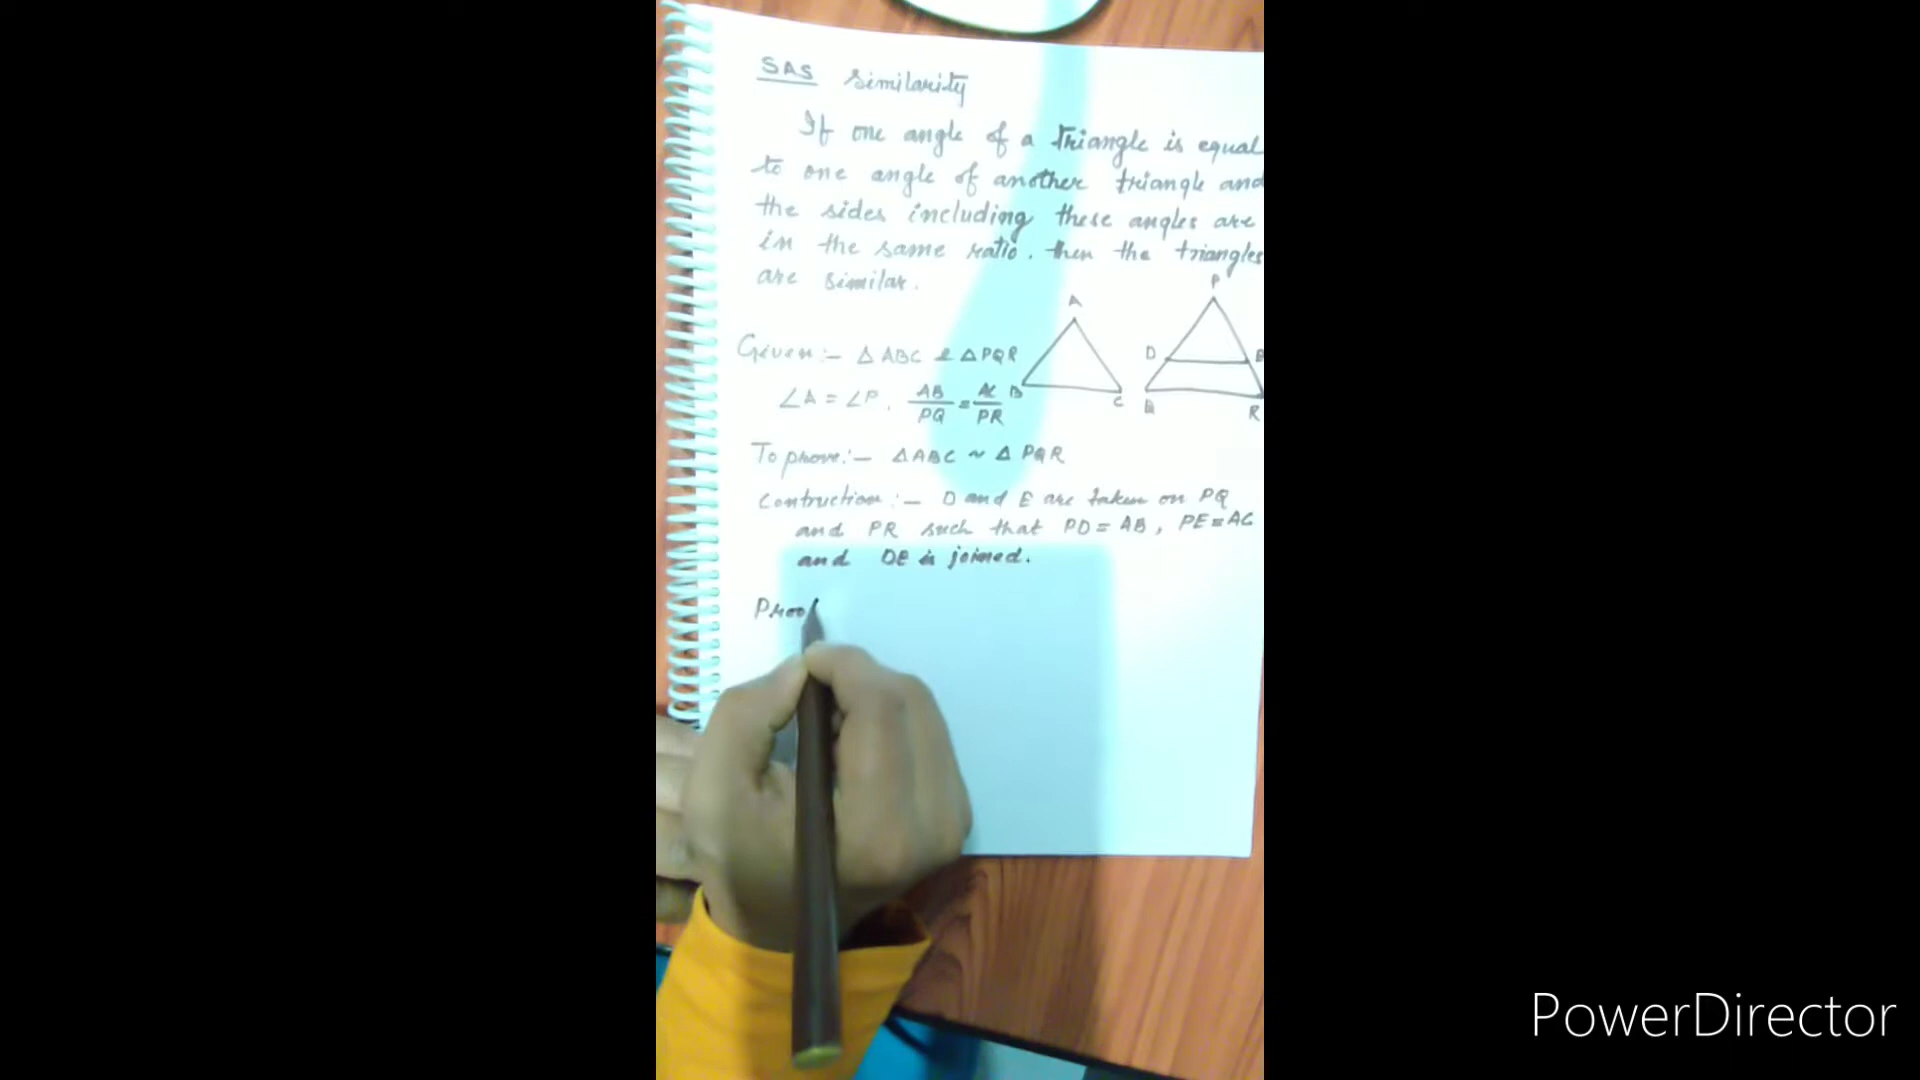 SAS Similarity
If one angle of a triangle is equal
to one angle of another triangle and
the sides including these angles are
in the same ratio. then the triangles
are similar.
Given:- △ ABC & △ PQR
∠A = ∠P, AB/PQ = AC/PR
A
B
C
P
D
E
Q
R
To prove:- △ABC ~ △ PQR
Contruction:- D and E are taken on PQ
and PR such that PD = AB, PE = AC
and DE is joined.
Proof
PowerDirector